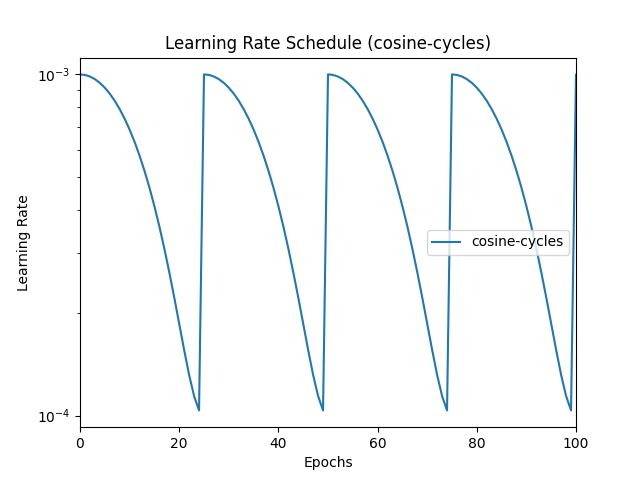 Learning Rate Schedule (cosine-cycles)
10⁻³
Learning Rate
cosine-cycles
10⁻⁴
0 20 40 60 80 100
Epochs